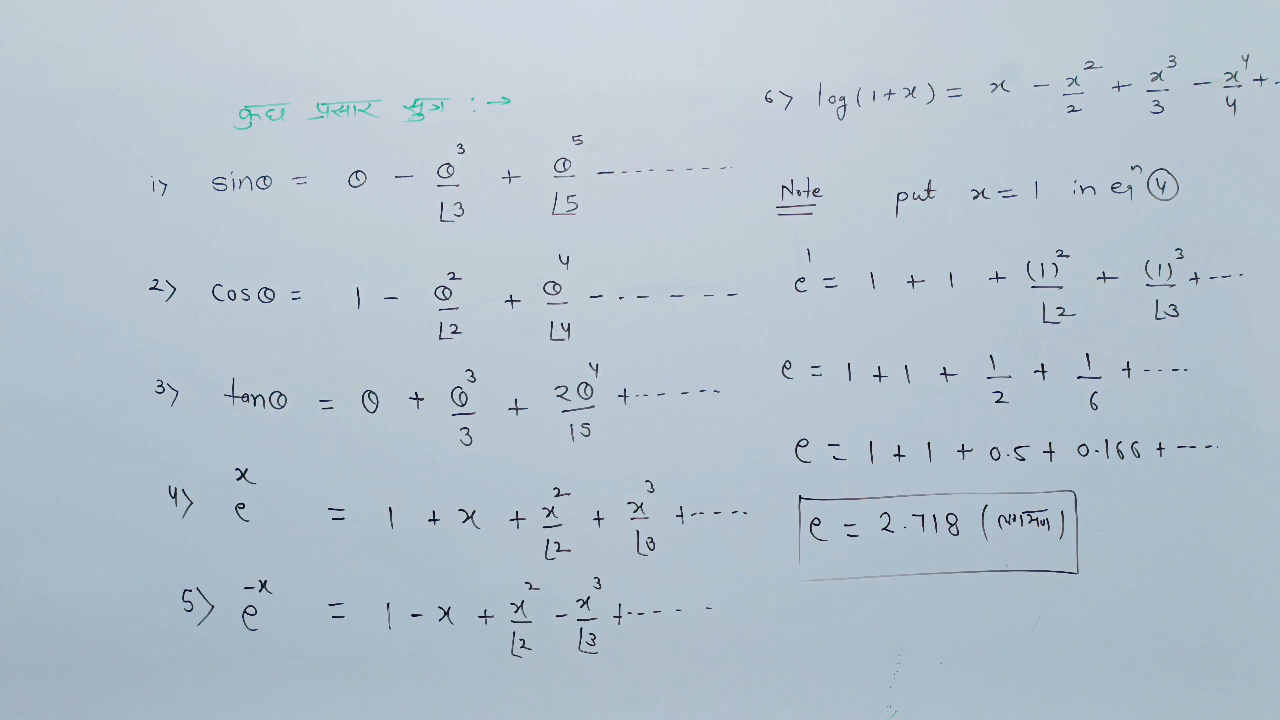 कुछ प्रसार सूत्र :→
1> sinθ = θ - θ³/⌊3 + θ⁵/⌊5 - --------
2> cosθ = 1 - θ²/⌊2 + θ⁴/⌊4 - ------
3> tanθ = θ + θ³/3 + 2θ⁴/15 + ------
4> eˣ = 1 + x + x²/⌊2 + x³/⌊3 + -----
5> e⁻ˣ = 1 - x + x²/⌊2 - x³/⌊3 + ------
6> log(1+x) = x - x²/2 + x³/3 - x⁴/4 + -
Note put x = 1 in eqⁿ ④
e¹ = 1 + 1 + (1)²/⌊2 + (1)³/⌊3 + ----
e = 1 + 1 + 1/2 + 1/6 + ----
e = 1 + 1 + 0.5 + 0.166 + ----
e = 2.718 (लगभग)